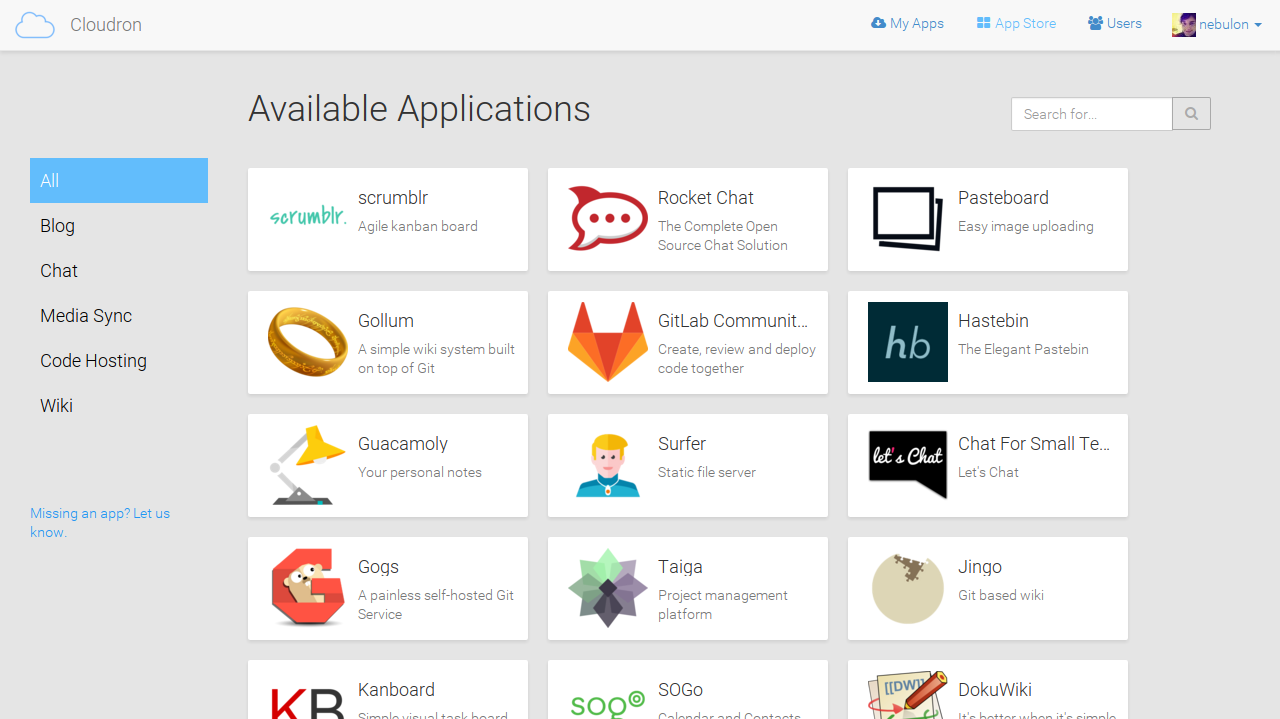 Cloudron
My Apps
App Store
Users
nebulon
Available Applications
Search for...
All
Blog
Chat
Media Sync
Code Hosting
Wiki
Missing an app? Let us
know.
scrumblr.
scrumblr
Agile kanban board
Rocket Chat
The Complete Open
Source Chat Solution
Pasteboard
Easy image uploading
Gollum
A simple wiki system built
on top of Git
GitLab Communit...
Create, review and deploy
code together
hb
Hastebin
The Elegant Pastebin
Guacamoly
Your personal notes
Surfer
Static file server
let's Chat
Chat For Small Te...
Let's Chat
Gogs
A painless self-hosted Git
Service
Taiga
Project management
platform
Jingo
Git based wiki
KB
Kanboard
Simple visual task board
sog
SOGo
Calendar and Contacts
[[DW]]
DokuWiki
It's better when it's simple